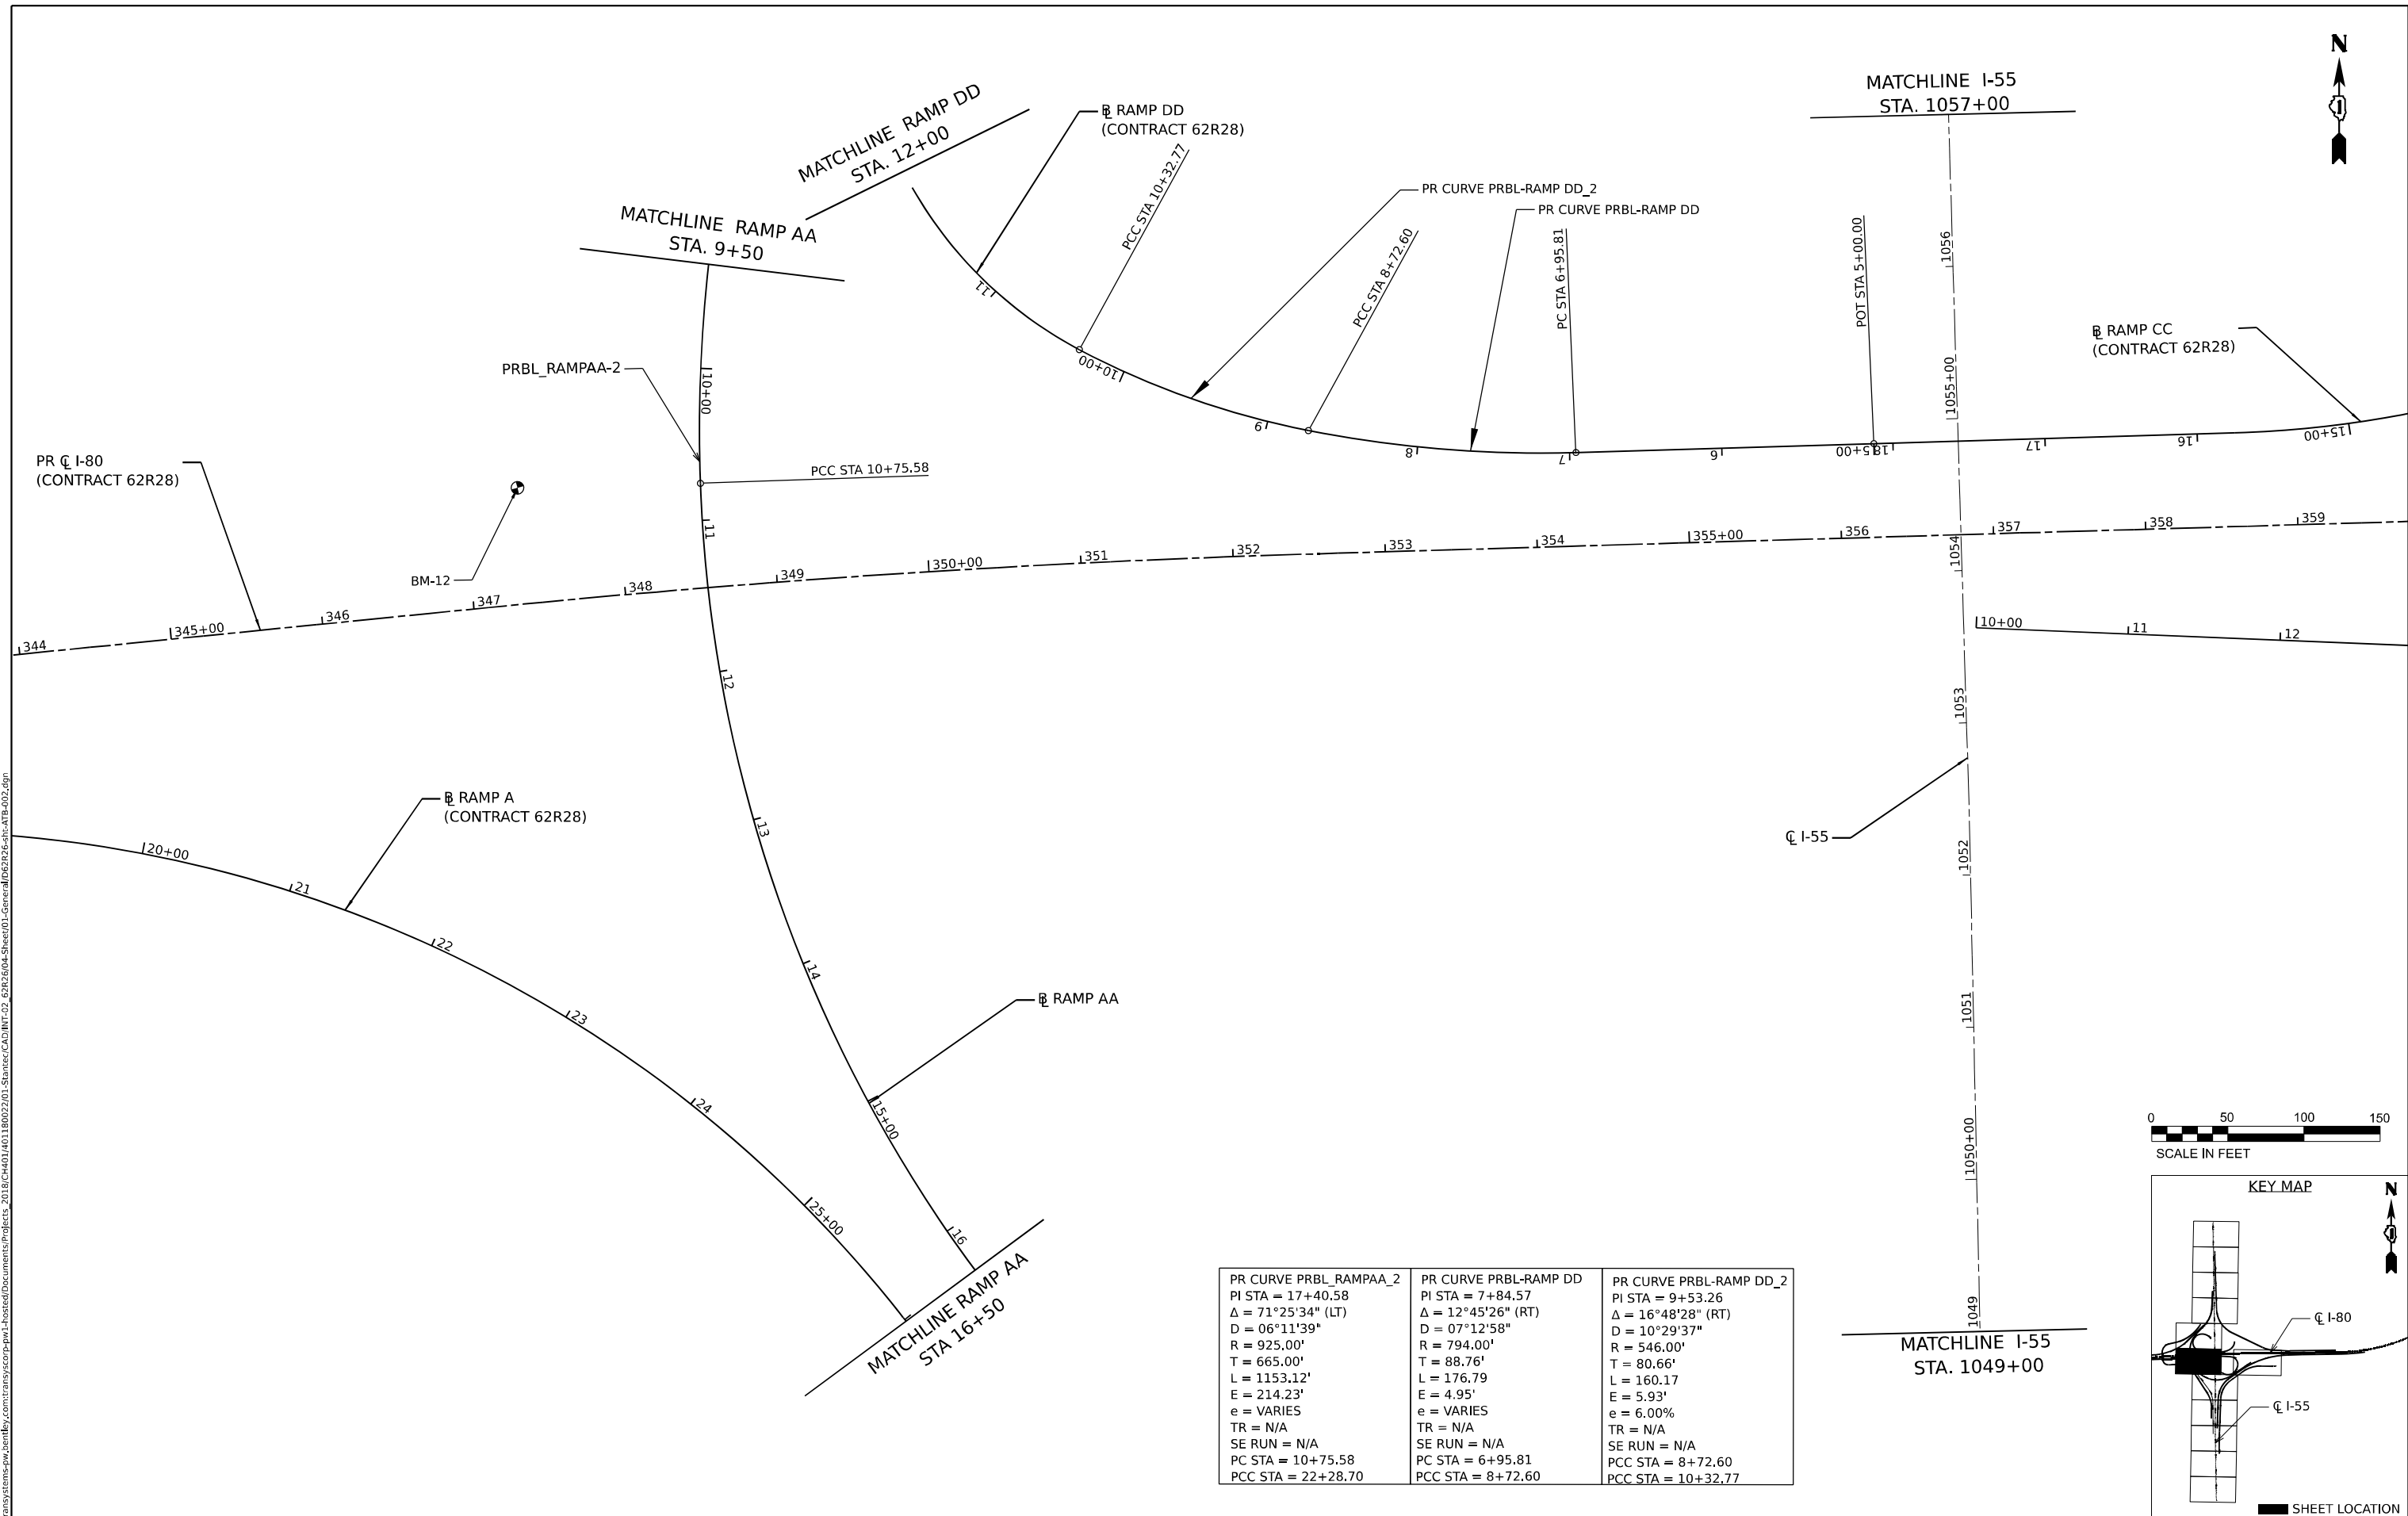 MATCHLINE I-55
STA. 1057+00
N
MATCHLINE RAMP DD
STA. 12+00
℄ RAMP DD
(CONTRACT 62R28)
PCC STA 10+32.77
PR CURVE PRBL-RAMP DD_2
PR CURVE PRBL-RAMP DD
MATCHLINE RAMP AA
STA. 9+50
PCC STA 8+72.60
PC STA 6+95.81
POT STA 5+00.00
1056
1055+00
1054
1053
1052
1051
1050+00
1049
11
10+00
9
8
7
6
15+00
18
17
16
115+00
℄ RAMP CC
(CONTRACT 62R28)
PRBL_RAMPAA-2
10+00
PCC STA 10+75.58
11
12
13
14
15+00
16
PR ℄ I-80
(CONTRACT 62R28)
BM-12
344
345+00
346
347
348
349
350+00
351
352
353
354
355+00
356
357
358
359
10+00
11
12
℄ RAMP A
(CONTRACT 62R28)
20+00
21
22
23
24
25+00
℄ I-55
℄ RAMP AA
MATCHLINE RAMP AA
STA 16+50
MATCHLINE I-55
STA. 1049+00
0 50 100 150
SCALE IN FEET
PR CURVE PRBL_RAMPAA_2
PI STA = 17+40.58
Δ = 71°25'34" (LT)
D = 06°11'39"
R = 925.00'
T = 665.00'
L = 1153.12'
E = 214.23'
e = VARIES
TR = N/A
SE RUN = N/A
PC STA = 10+75.58
PCC STA = 22+28.70
PR CURVE PRBL-RAMP DD
PI STA = 7+84.57
Δ = 12°45'26" (RT)
D = 07°12'58"
R = 794.00'
T = 88.76'
L = 176.79
E = 4.95'
e = VARIES
TR = N/A
SE RUN = N/A
PC STA = 6+95.81
PCC STA = 8+72.60
PR CURVE PRBL-RAMP DD_2
PI STA = 9+53.26
Δ = 16°48'28" (RT)
D = 10°29'37"
R = 546.00'
T = 80.66'
L = 160.17
E = 5.93'
e = 6.00%
TR = N/A
SE RUN = N/A
PCC STA = 8+72.60
PCC STA = 10+32.77
KEY MAP
N
℄ I-80
℄ I-55
SHEET LOCATION